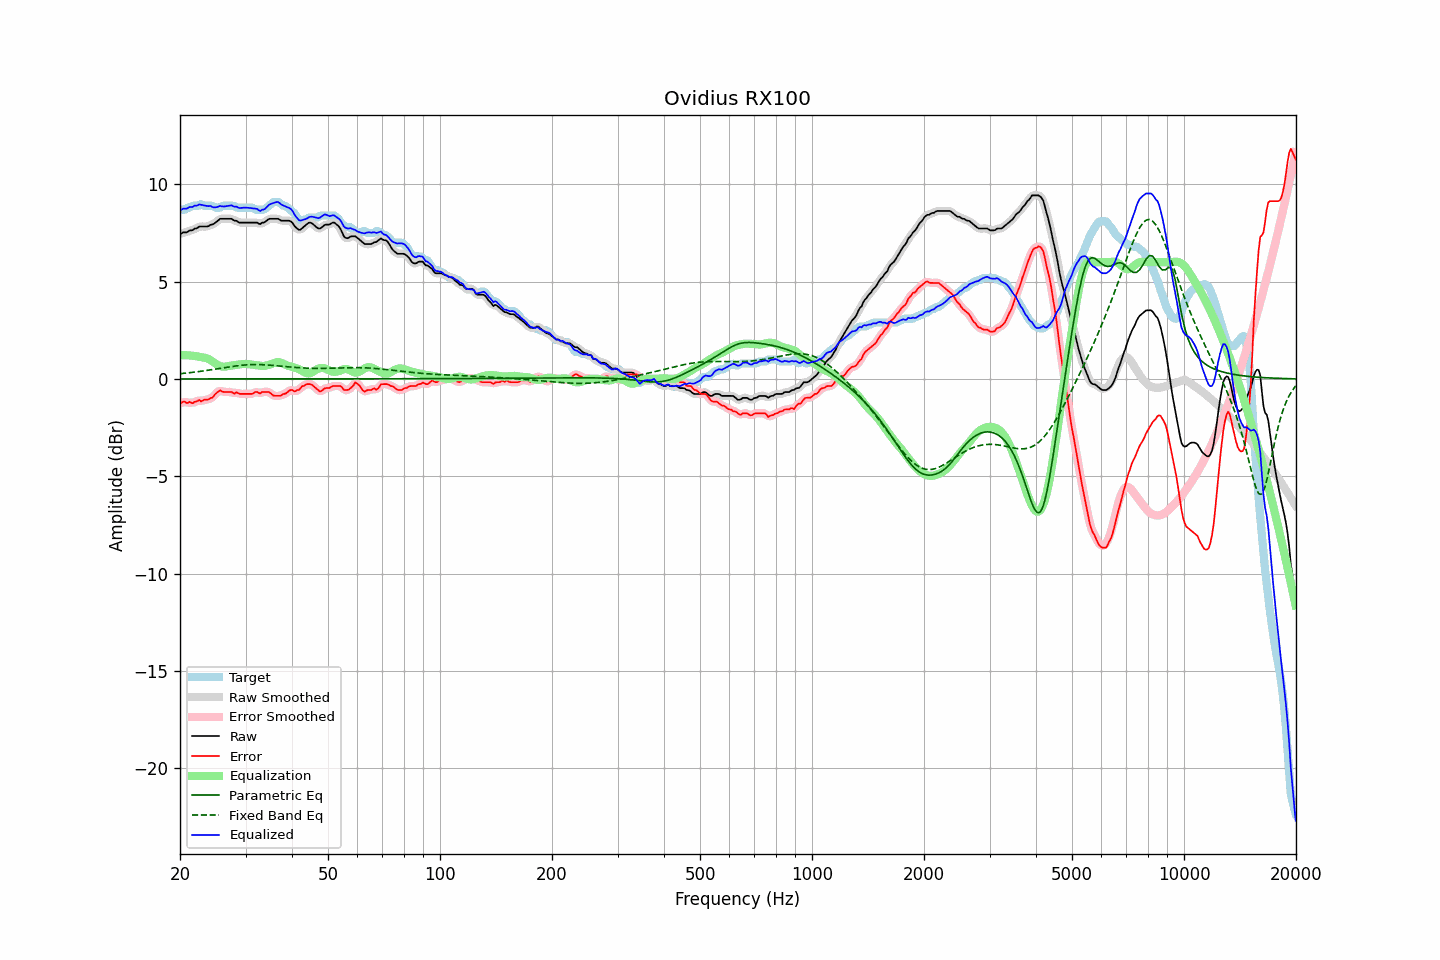 Ovidius RX100
Amplitude (dBr)
10
5
0
−5
−10
−15
−20
Target
Raw Smoothed
Error Smoothed
Raw
Error
Equalization
Parametric Eq
Fixed Band Eq
Equalized
20 50 100 200 500 1000 2000 5000 10000 20000
Frequency (Hz)